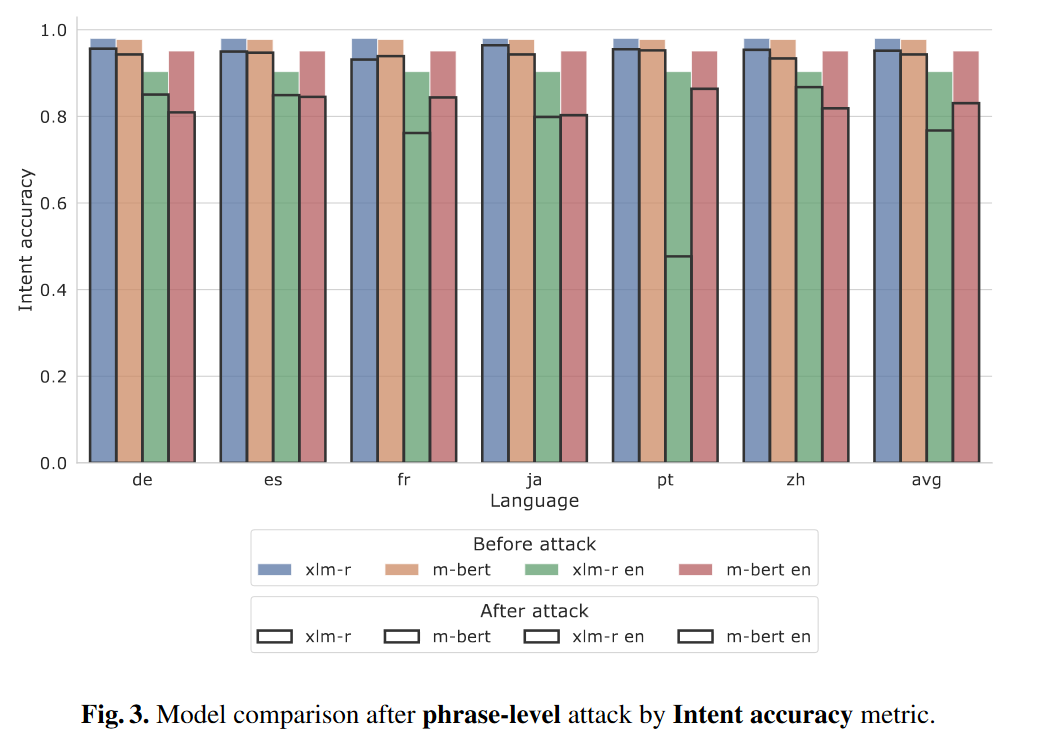 1.0
0.8
0.6
0.4
0.2
0.0
Intent accuracy
de es fr ja pt zh avg
Language
Before attack
xlm-r m-bert xlm-r en m-bert en
After attack
xlm-r m-bert xlm-r en m-bert en
Fig. 3. Model comparison after phrase-level attack by Intent accuracy metric.